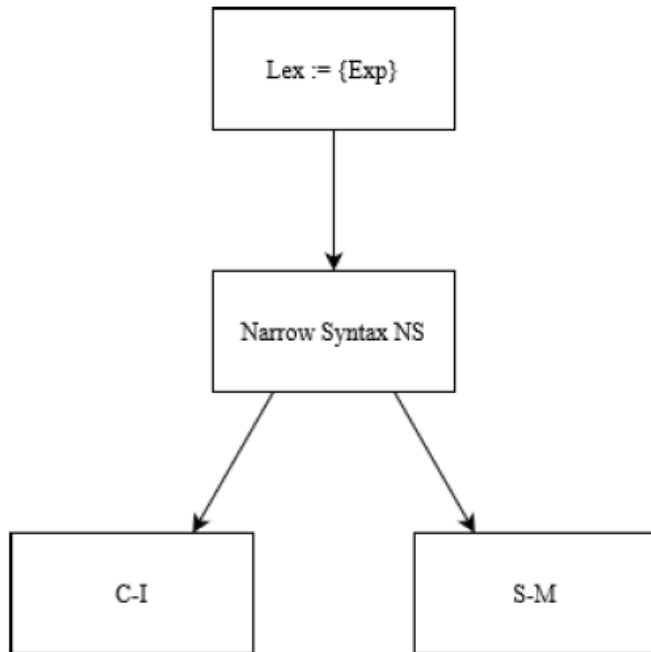 Lex := {Exp}
Narrow Syntax NS
C-I
S-M